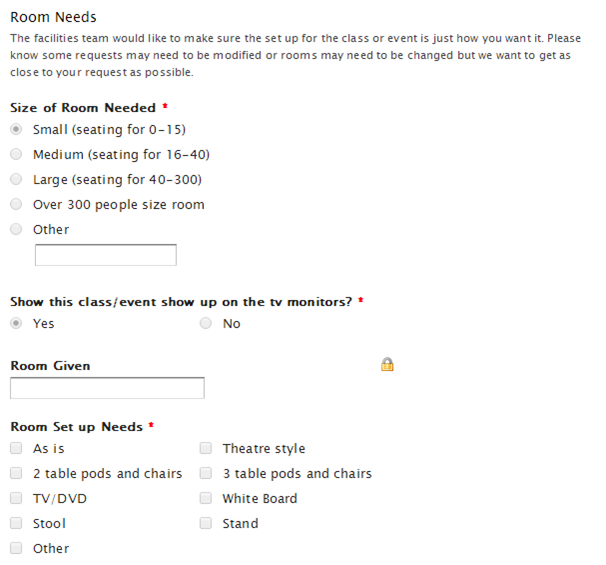 Room Needs
The facilities team would like to make sure the set up for the class or event is just how you want it. Please
know some requests may need to be modified or rooms may need to be changed but we want to get as
close to your request as possible.
Size of Room Needed *
Small (seating for 0-15)
Medium (seating for 16-40)
Large (seating for 40-300)
Over 300 people size room
Other
Show this class/event show up on the tv monitors? *
Yes No
Room Given
Room Set up Needs *
As is Theatre style
2 table pods and chairs 3 table pods and chairs
TV/DVD White Board
Stool Stand
Other